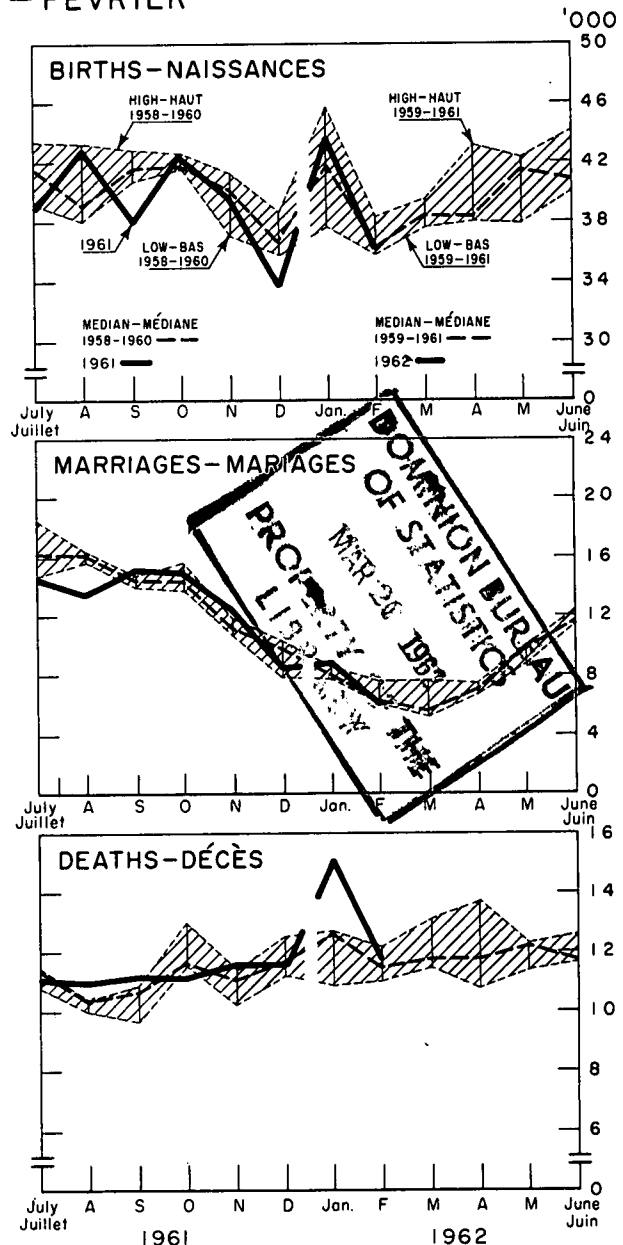 – FÉVRIER
'000
50
BIRTHS–NAISSANCES
HIGH–HAUT
1958–1960
HIGH–HAUT
1959–1961
46
42
38
34
30
0
1961
LOW–BAS
1958–1960
LOW–BAS
1959–1961
MEDIAN–MÉDIANE
1958–1960
1961
MEDIAN–MÉDIANE
1959–1961
1962
July A S O N D Jan. F M A M June
Juillet Juin
MARRIAGES–MARIAGES
24
20
16
12
8
4
0
DOMINION BUREAU
OF STATISTICS
MAR 20
PROPERTY THE
July A S O N D Jan. F M A M June
Juillet Juin
DEATHS–DÉCÈS
16
14
12
10
8
6
0
July A S O N D Jan. F M A M June
Juillet Juin
1961 1962